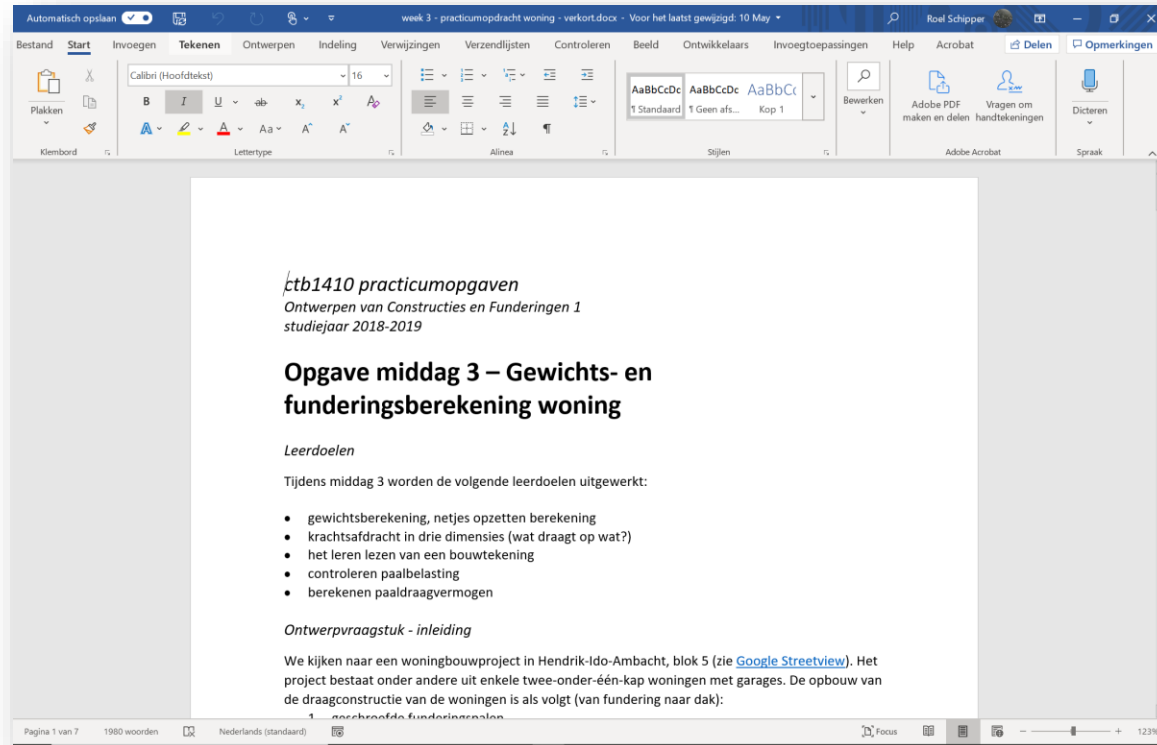 Automatisch opslaan
week 3 - practicumopdracht woning - verkort.docx - Voor het laatst gewijzigd: 10 May
Roel Schipper
Bestand Start Invoegen Tekenen Ontwerpen Indeling Verwijzingen Verzendlijsten Controleren Beeld Ontwikkelaars Invoegtoepassingen Help Acrobat Delen Opmerkingen
Plakken
Calibri (Hoofdtekst) 16
B I U ab x₂ x² A
A A Aa A A
AaBbCcDc AaBbCcDc AaBbCc
¶ Standaard ¶ Geen afs... Kop 1
Bewerken
Adobe PDF maken en delen
Vragen om handtekeningen
Dicteren
Klembord Lettertype Alinea Stijlen Adobe Acrobat Spraak
ctb1410 practicumopgaven
Ontwerpen van Constructies en Funderingen 1
studiejaar 2018-2019
Opgave middag 3 – Gewichts- en
funderingsberekening woning
Leerdoelen
Tijdens middag 3 worden de volgende leerdoelen uitgewerkt:
• gewichtsberekening, netjes opzetten berekening
• krachtsafdracht in drie dimensies (wat draagt op wat?)
• het leren lezen van een bouwtekening
• controleren paalbelasting
• berekenen paaldraagvermogen
Ontwerpvraagstuk - inleiding
We kijken naar een woningbouwproject in Hendrik-Ido-Ambacht, blok 5 (zie Google Streetview). Het
project bestaat onder andere uit enkele twee-onder-één-kap woningen met garages. De opbouw van
de draagconstructie van de woningen is als volgt (van fundering naar dak):
1. geschroefde funderingspalen
Pagina 1 van 7 1980 woorden Nederlands (standaard) Focus 123%